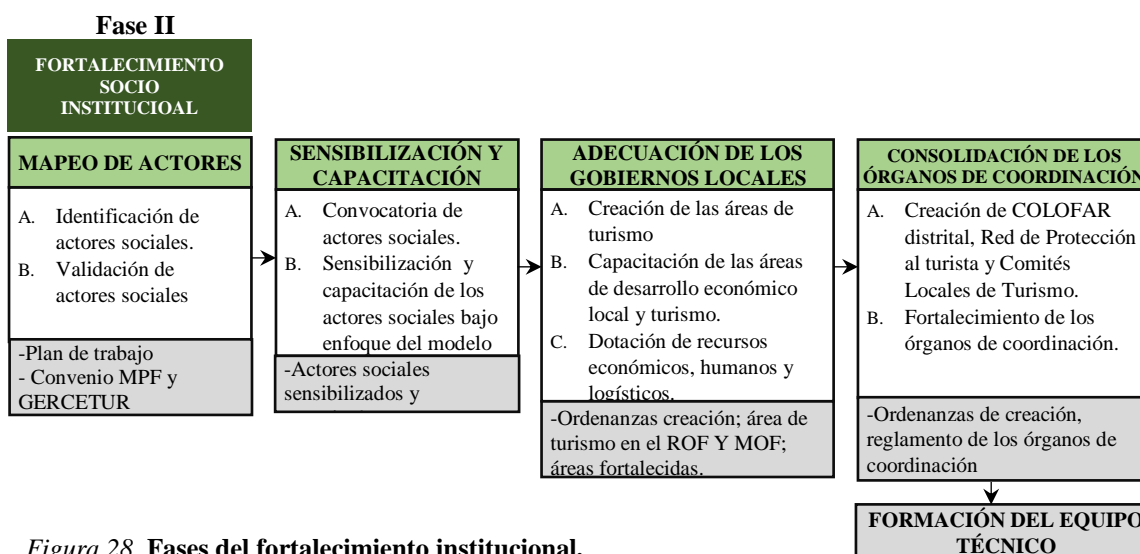 Fase II
FORTALECIMIENTO
SOCIO
INSTITUCIOAL
MAPEO DE ACTORES
A. Identificación de
actores sociales.
B. Validación de
actores sociales
-Plan de trabajo
- Convenio MPF y
GERCETUR
SENSIBILIZACIÓN Y
CAPACITACIÓN
A. Convocatoria de
actores sociales.
B. Sensibilización y
capacitación de los
actores sociales bajo
enfoque del modelo
-Actores sociales
sensibilizados y
ADECUACIÓN DE LOS
GOBIERNOS LOCALES
A. Creación de las áreas de
turismo
B. Capacitación de las áreas
de desarrollo económico
local y turismo.
C. Dotación de recursos
económicos, humanos y
logísticos.
-Ordenanzas creación; área de
turismo en el ROF Y MOF;
áreas fortalecidas.
CONSOLIDACIÓN DE LOS
ÓRGANOS DE COORDINACIÓN
A. Creación de COLOFAR
distrital, Red de Protección
al turista y Comités
Locales de Turismo.
B. Fortalecimiento de los
órganos de coordinación.
-Ordenanzas de creación,
reglamento de los órganos de
coordinación
FORMACIÓN DEL EQUIPO
TÉCNICO
Figura 28. Fases del fortalecimiento institucional.